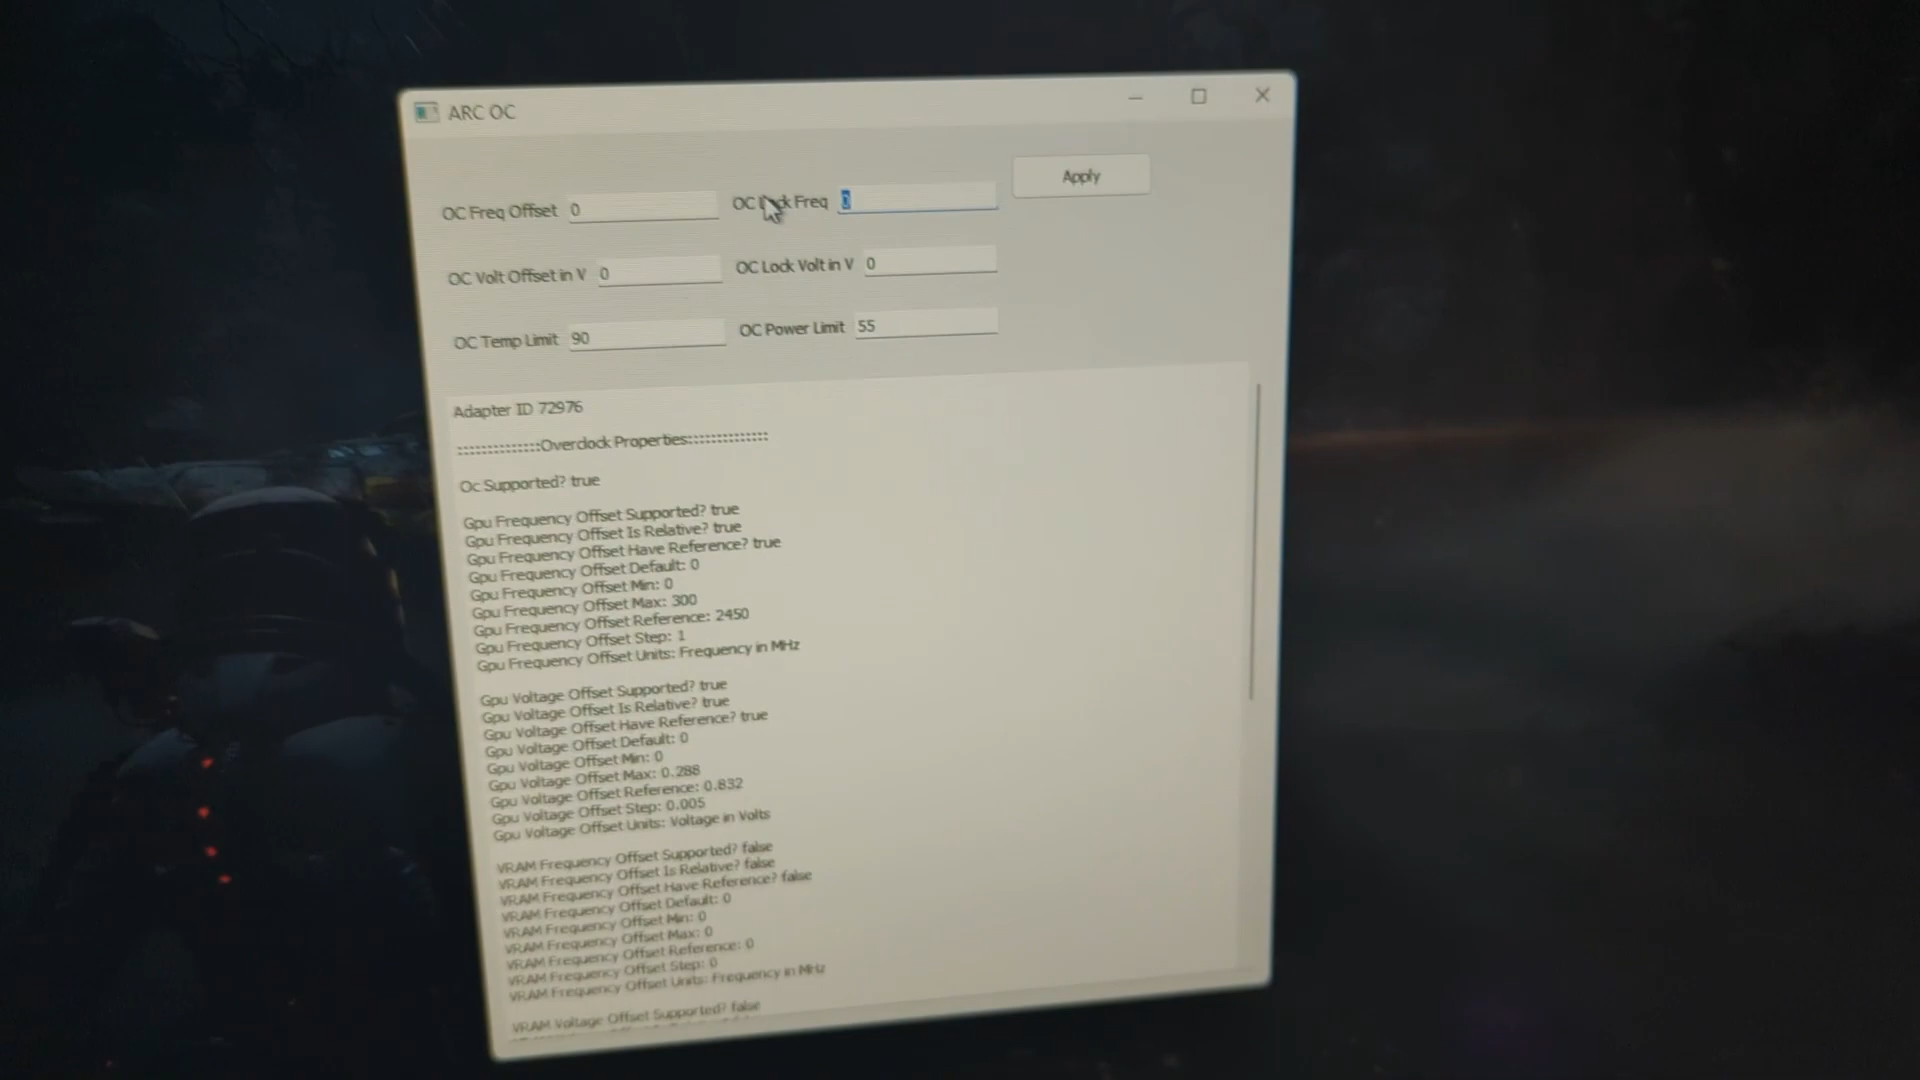 ARC OC
Apply
OC Freq Offset 0 OC Lock Freq 0
OC Volt Offset in V 0 OC Lock Volt in V 0
OC Temp Limit 90 OC Power Limit 55
Adapter ID 72976
::::::::::::::Overclock Properties::::::::::::::
Oc Supported? true
Gpu Frequency Offset Supported? true
Gpu Frequency Offset Is Relative? true
Gpu Frequency Offset Have Reference? true
Gpu Frequency Offset Default: 0
Gpu Frequency Offset Min: 0
Gpu Frequency Offset Max: 300
Gpu Frequency Offset Reference: 2450
Gpu Frequency Offset Step: 1
Gpu Frequency Offset Units: Frequency in MHz
Gpu Voltage Offset Supported? true
Gpu Voltage Offset Is Relative? true
Gpu Voltage Offset Have Reference? true
Gpu Voltage Offset Default: 0
Gpu Voltage Offset Min: 0
Gpu Voltage Offset Max: 0.288
Gpu Voltage Offset Reference: 0.832
Gpu Voltage Offset Step: 0.005
Gpu Voltage Offset Units: Voltage in Volts
VRAM Frequency Offset Supported? false
VRAM Frequency Offset Is Relative? false
VRAM Frequency Offset Have Reference? false
VRAM Frequency Offset Default: 0
VRAM Frequency Offset Min: 0
VRAM Frequency Offset Max: 0
VRAM Frequency Offset Reference: 0
VRAM Frequency Offset Step: 0
VRAM Frequency Offset Units: Frequency in MHz
VRAM Voltage Offset Supported? false